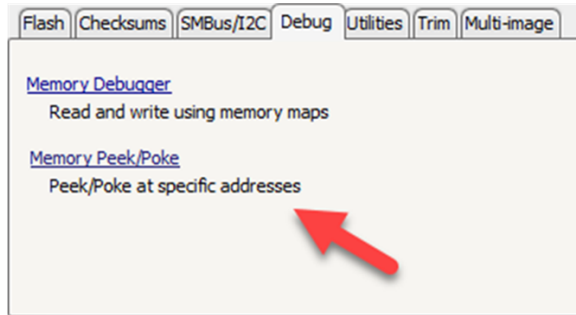 Flash Checksums SMBus/I2C Debug Utilities Trim Multi-image
Memory Debugger
Read and write using memory maps
Memory Peek/Poke
Peek/Poke at specific addresses